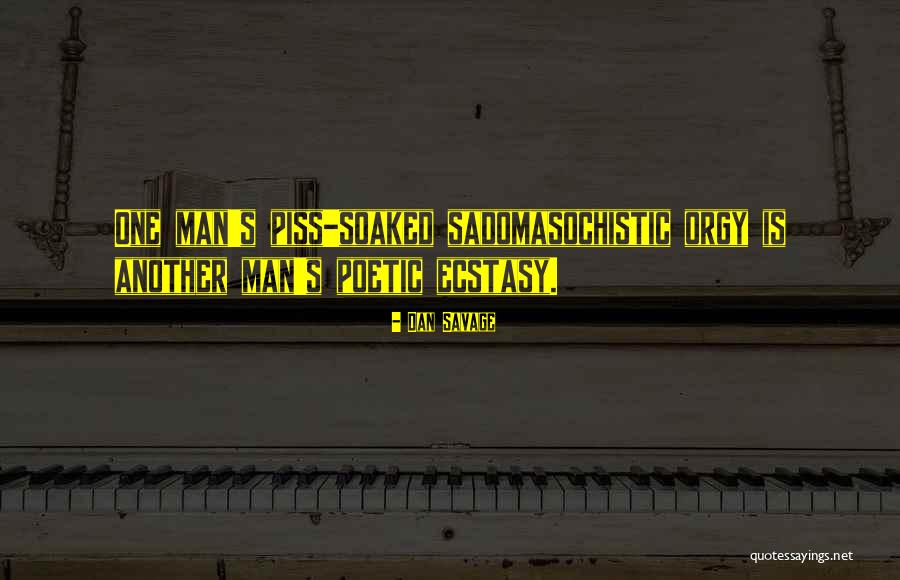 One man's piss-soaked sadomasochistic orgy is
another man's poetic ecstasy.
- Dan Savage
quotessayings.net